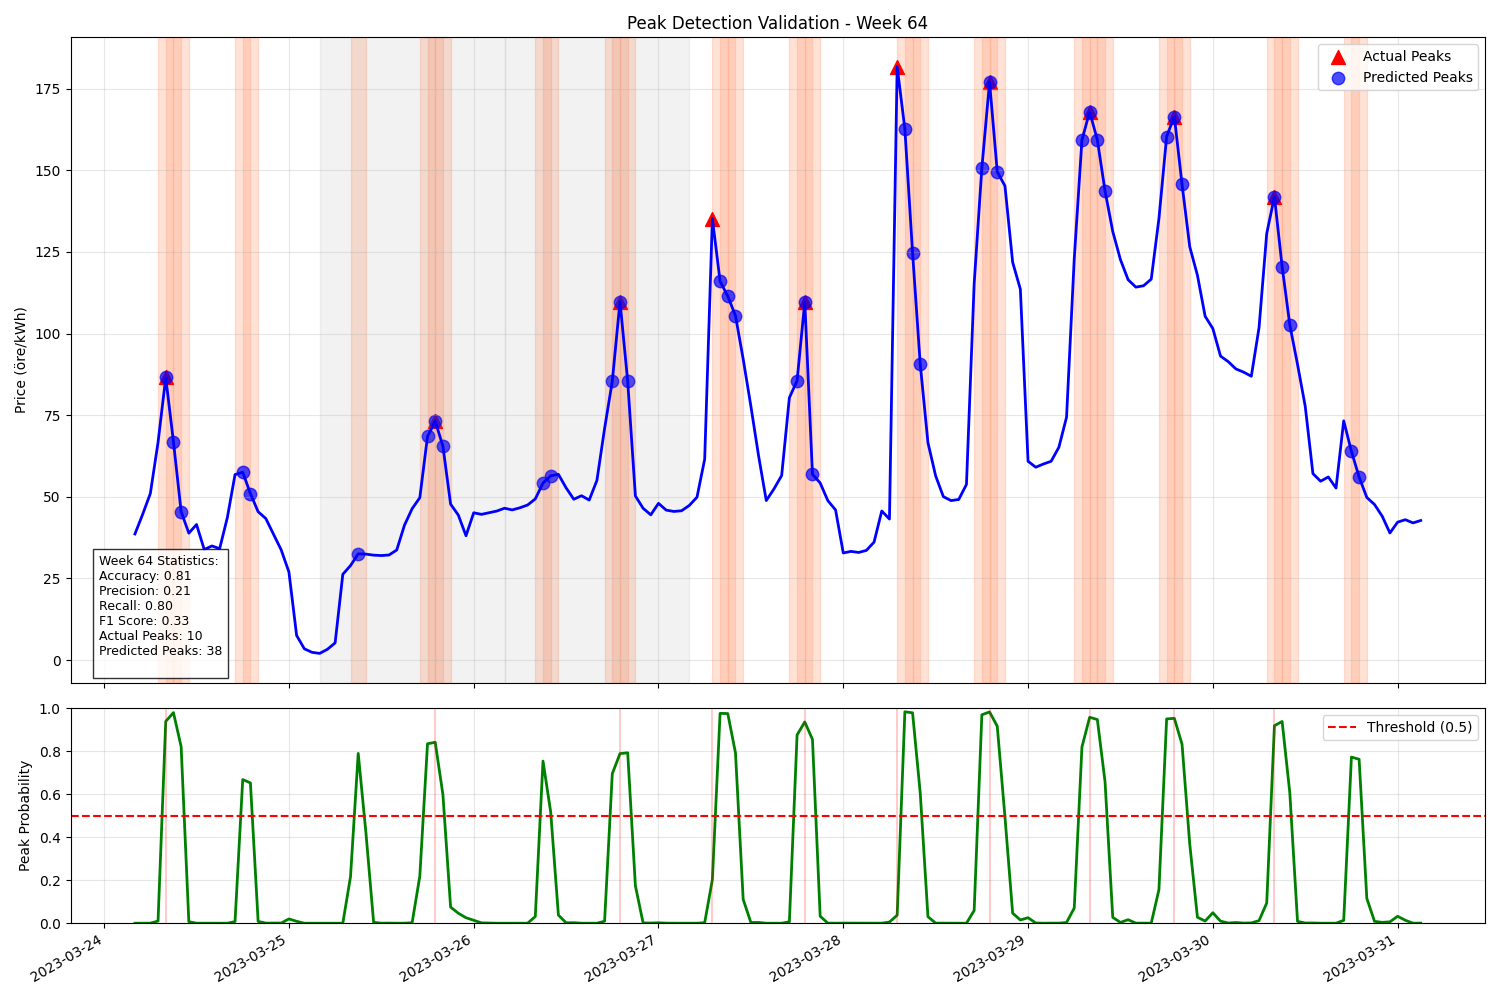 Peak Detection Validation - Week 64
Actual Peaks
Predicted Peaks
Price (öre/kWh)
175
150
125
100
75
50
25
0
Week 64 Statistics:
Accuracy: 0.81
Precision: 0.21
Recall: 0.80
F1 Score: 0.33
Actual Peaks: 10
Predicted Peaks: 38
Peak Probability
1.0
0.8
0.6
0.4
0.2
0.0
Threshold (0.5)
2023-03-24
2023-03-25
2023-03-26
2023-03-27
2023-03-28
2023-03-29
2023-03-30
2023-03-31